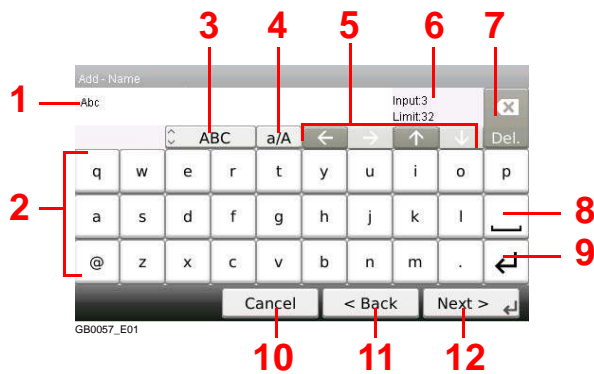 3 4 5 6 7
Add - Name
1 Abc Input:3
Limit:32
ABC a/A ← → ↑ ↓ Del.
q w e r t y u i o p
2
a s d f g h j k l 8
@ z x c v b n m . 9
Cancel < Back Next >
GB0057_E01
10 11 12